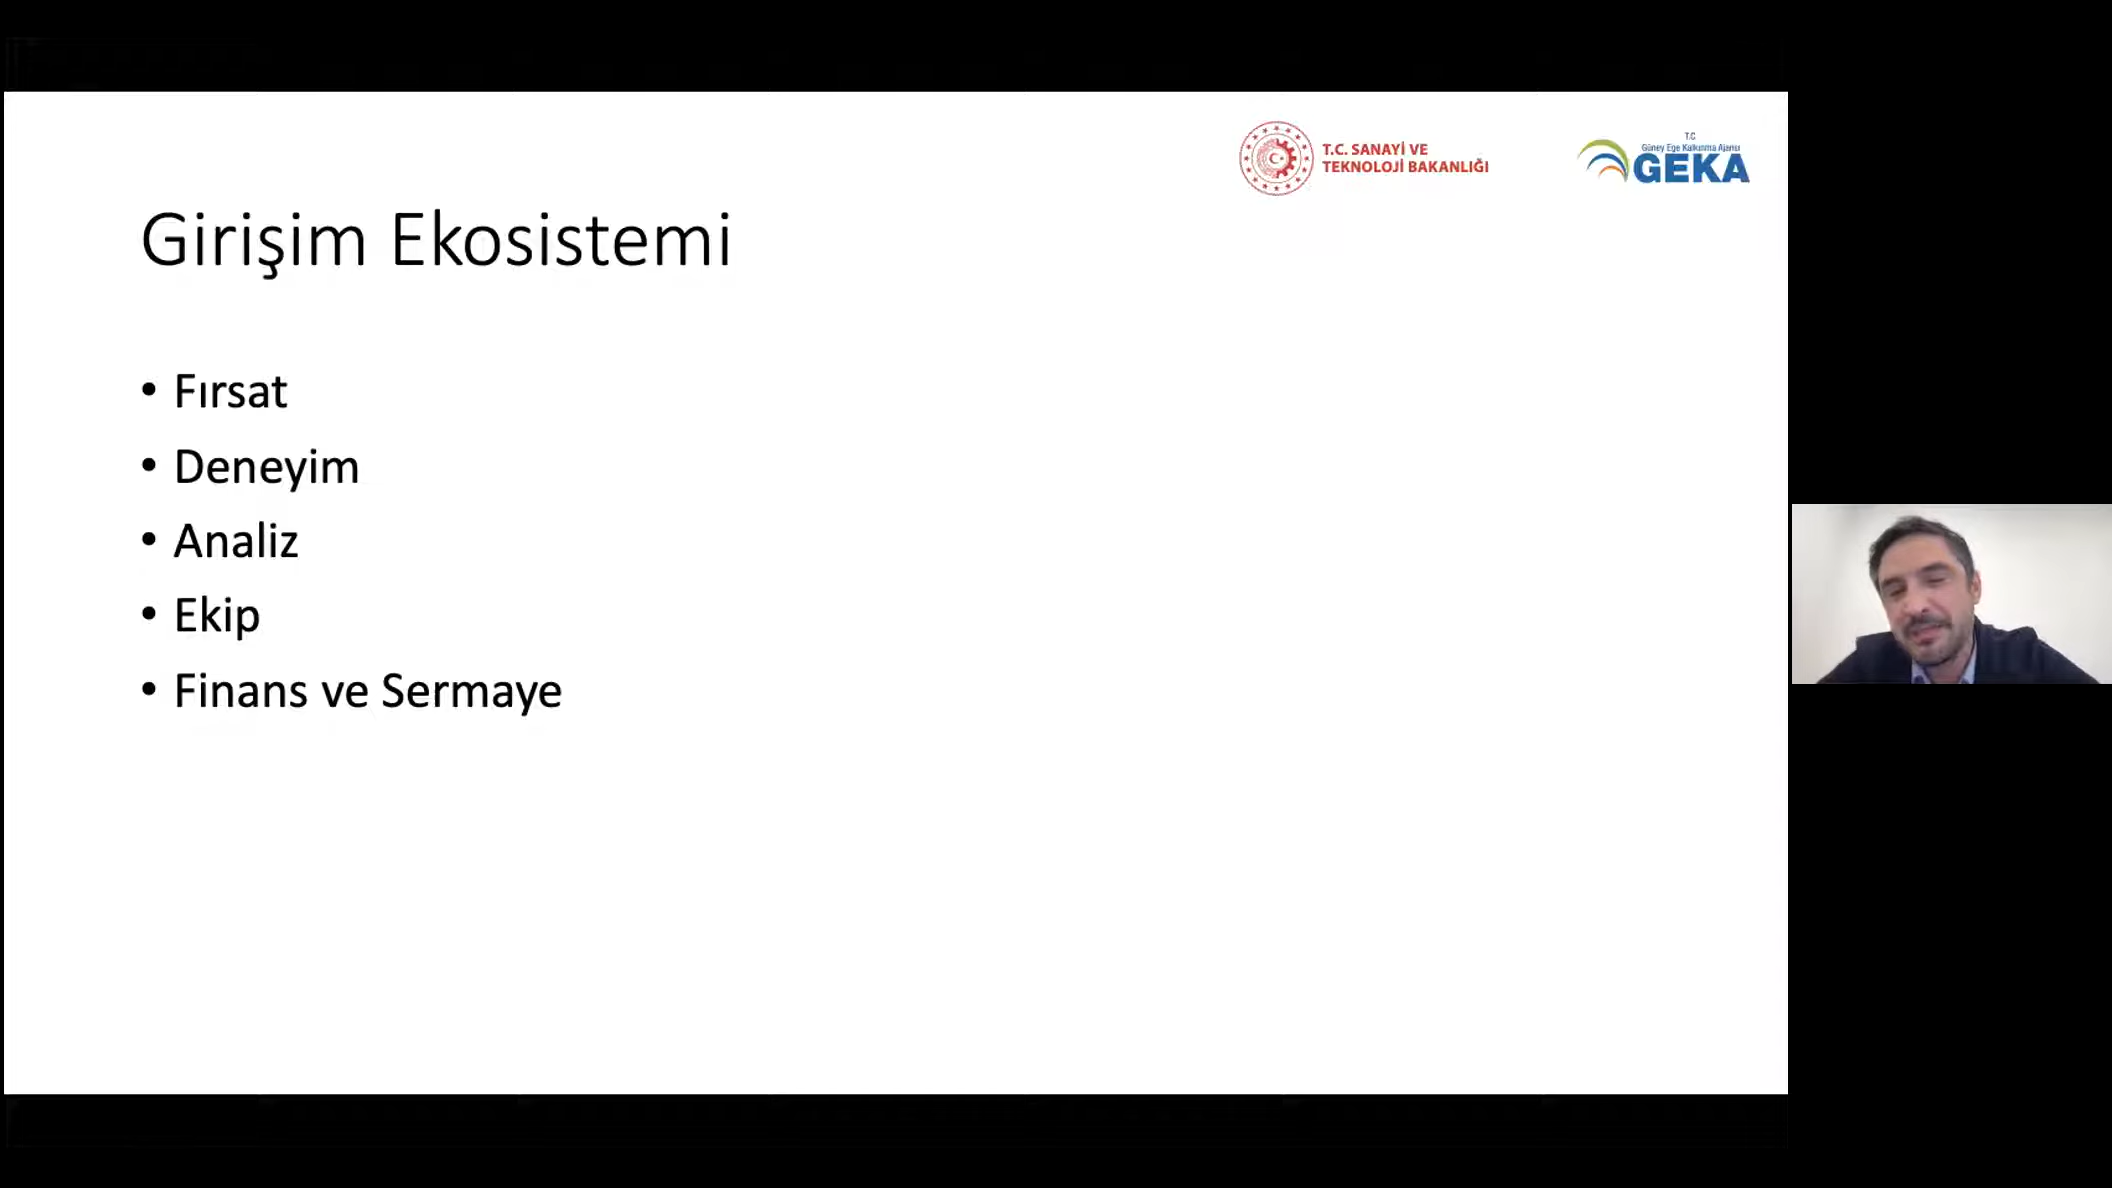 T.C. SANAYİ VE
TEKNOLOJİ BAKANLIĞI
T.C
Güney Ege Kalkınma Ajansı
GEKA
Girişim Ekosistemi
• Fırsat
• Deneyim
• Analiz
• Ekip
• Finans ve Sermaye